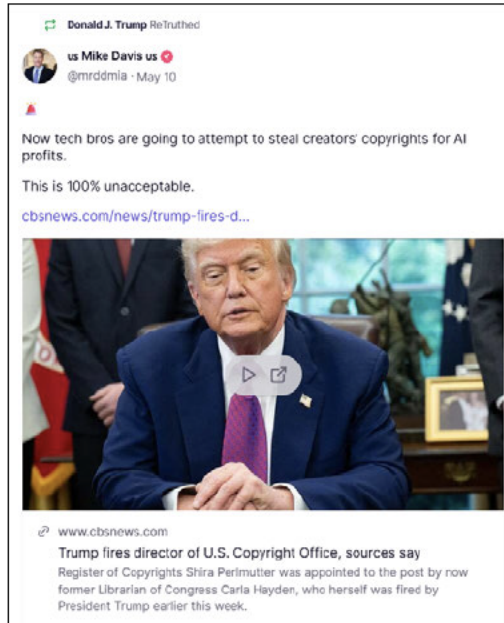 Donald J. Trump ReTruthed
us Mike Davis us
@mrddmia · May 10
Now tech bros are going to attempt to steal creators' copyrights for AI
profits.
This is 100% unacceptable.
cbsnews.com/news/trump-fires-d...
www.cbsnews.com
Trump fires director of U.S. Copyright Office, sources say
Register of Copyrights Shira Perlmutter was appointed to the post by now
former Librarian of Congress Carla Hayden, who herself was fired by
President Trump earlier this week.